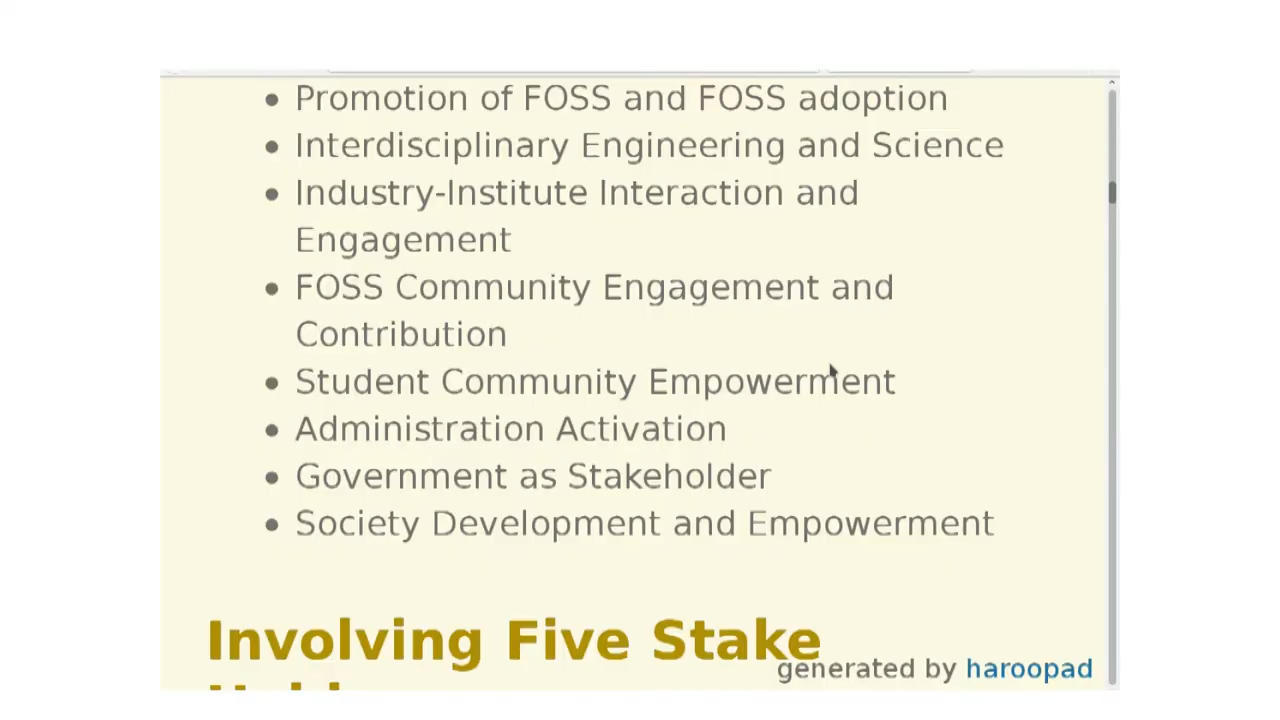 Promotion of FOSS and FOSS adoption
Interdisciplinary Engineering and Science
Industry-Institute Interaction and
Engagement
FOSS Community Engagement and
Contribution
Student Community Empowerment
Administration Activation
Government as Stakeholder
Society Development and Empowerment
Involving Five Stake
generated by haroopad